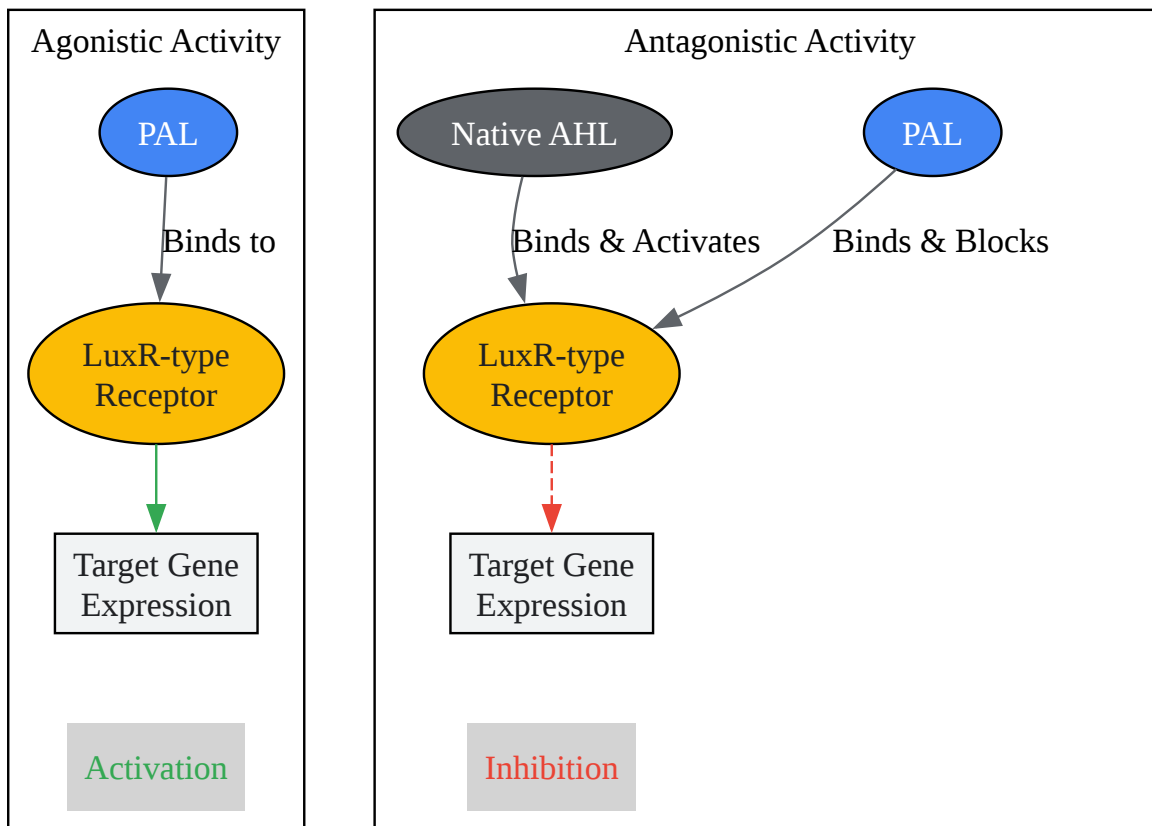 Agonistic Activity
PAL
Binds to
LuxR-type
Receptor
Target Gene
Expression
Activation
Antagonistic Activity
Native AHL
PAL
Binds & Activates
Binds & Blocks
LuxR-type
Receptor
Target Gene
Expression
Inhibition